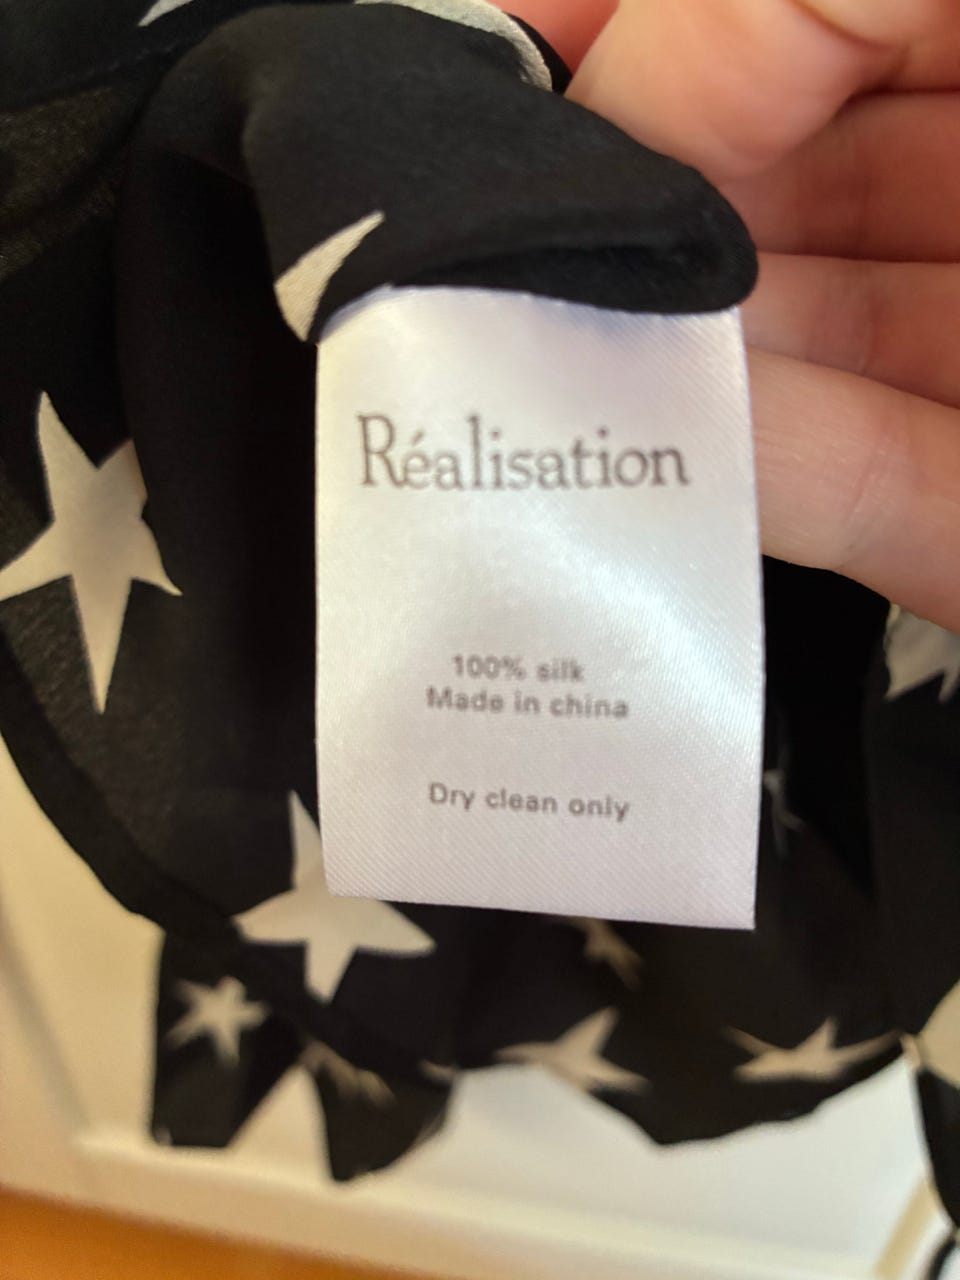 Réalisation
100% silk
Made in china
Dry clean only